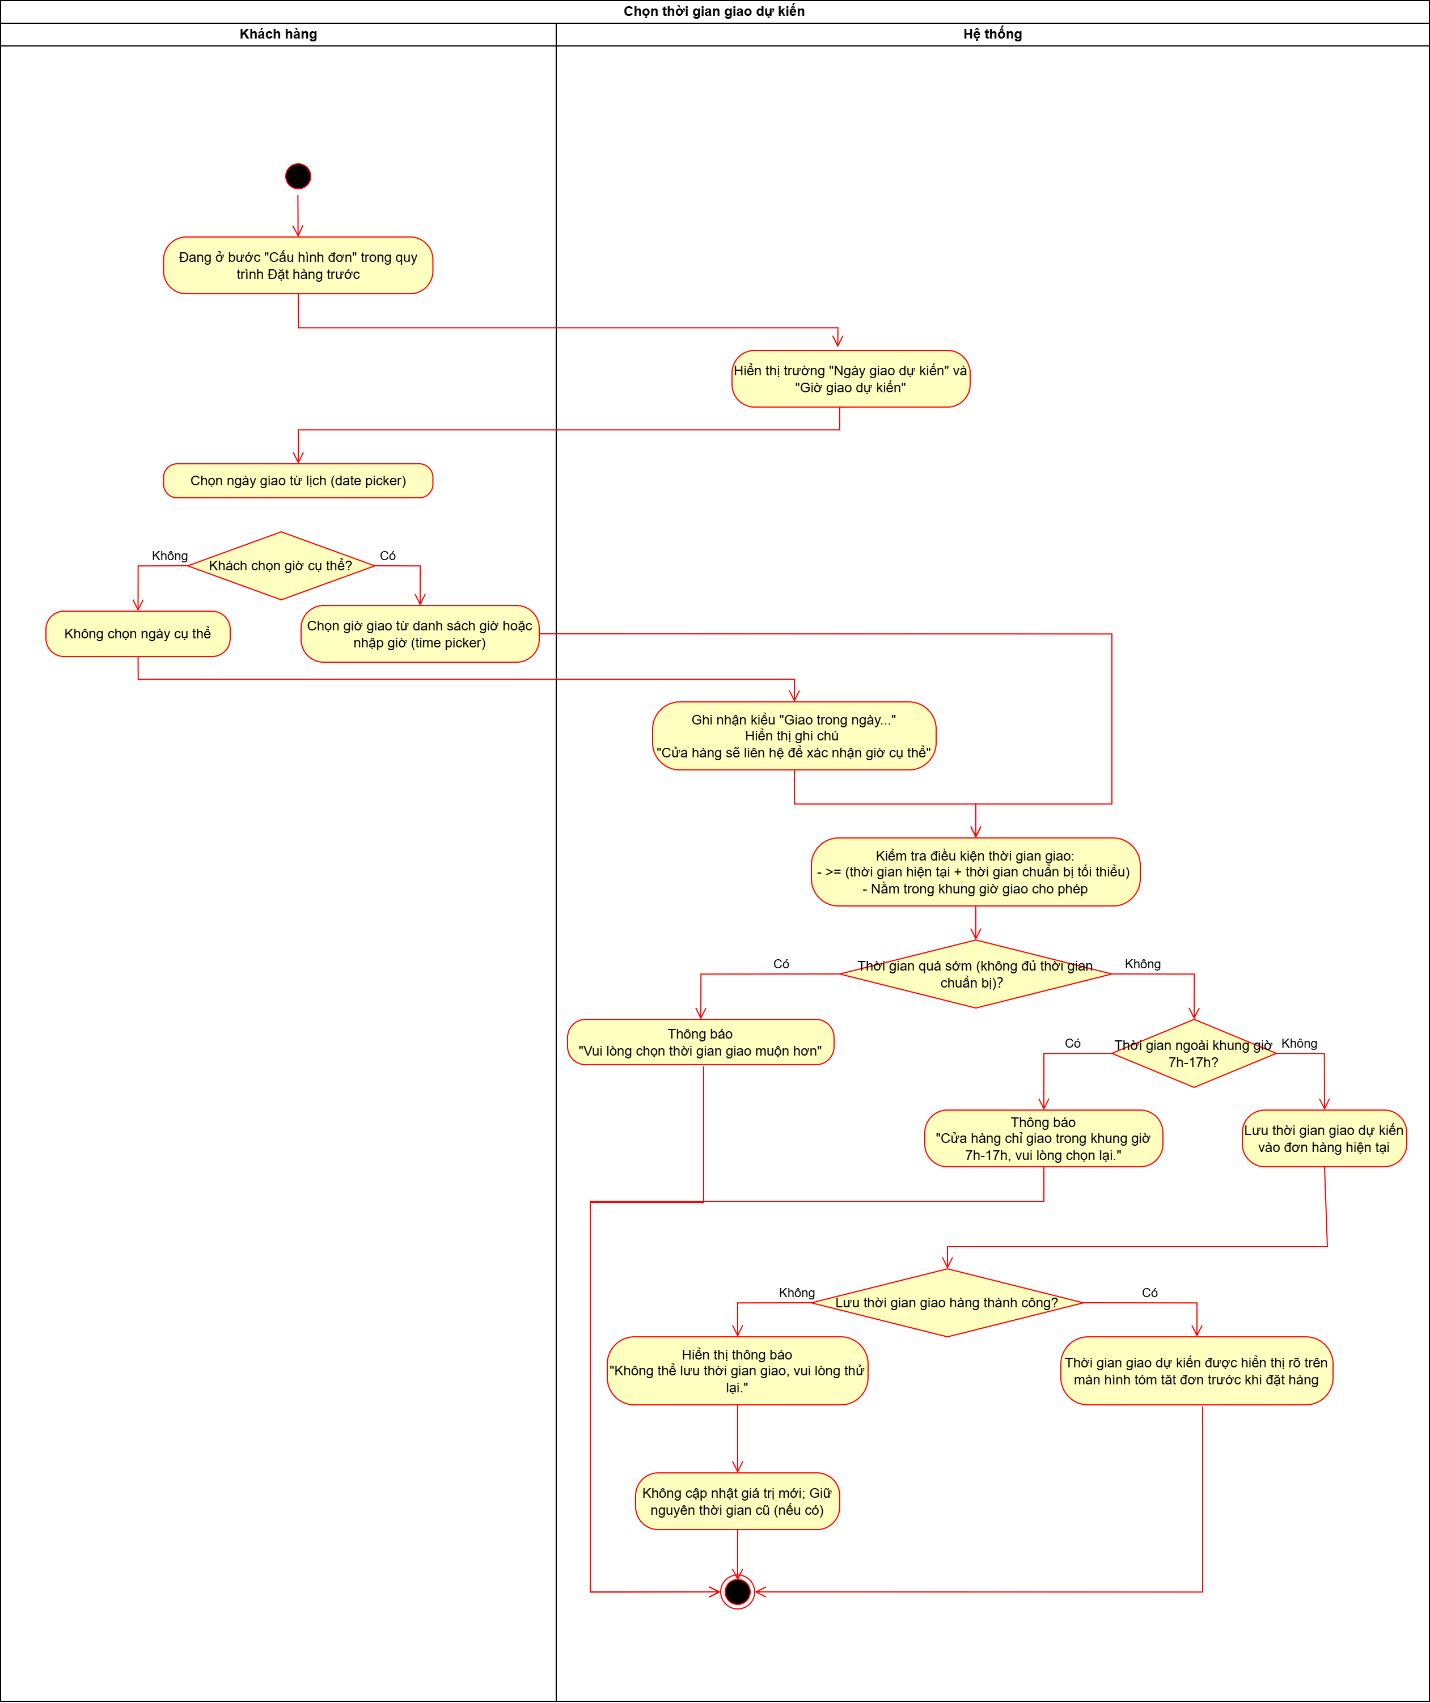 Chọn thời gian giao dự kiến
Khách hàng
Hệ thống
Đang ở bước "Cấu hình đơn" trong quy
trình Đặt hàng trước
Hiển thị trường "Ngày giao dự kiến" và
"Giờ giao dự kiến"
Chọn ngày giao từ lịch (date picker)
Không
Khách chọn giờ cụ thể?
Có
Không chọn ngày cụ thể
Chọn giờ giao từ danh sách giờ hoặc
nhập giờ (time picker)
Ghi nhận kiểu "Giao trong ngày..."
Hiển thị ghi chú
"Cửa hàng sẽ liên hệ để xác nhận giờ cụ thể"
Kiểm tra điều kiện thời gian giao:
- >= (thời gian hiện tại + thời gian chuẩn bị tối thiểu)
- Nằm trong khung giờ giao cho phép
Có
Thời gian quá sớm (không đủ thời gian
chuẩn bị)?
Không
Thông báo
"Vui lòng chọn thời gian giao muộn hơn"
Có
Thời gian ngoài khung giờ
7h-17h?
Không
Thông báo
"Cửa hàng chỉ giao trong khung giờ
7h-17h, vui lòng chọn lại."
Lưu thời gian giao dự kiến
vào đơn hàng hiện tại
Không
Lưu thời gian giao hàng thành công?
Có
Hiển thị thông báo
"Không thể lưu thời gian giao, vui lòng thử
lại."
Thời gian giao dự kiến được hiển thị rõ trên
màn hình tóm tăt đơn trước khi đặt hàng
Không cập nhật giá trị mới; Giữ
nguyên thời gian cũ (nếu có)